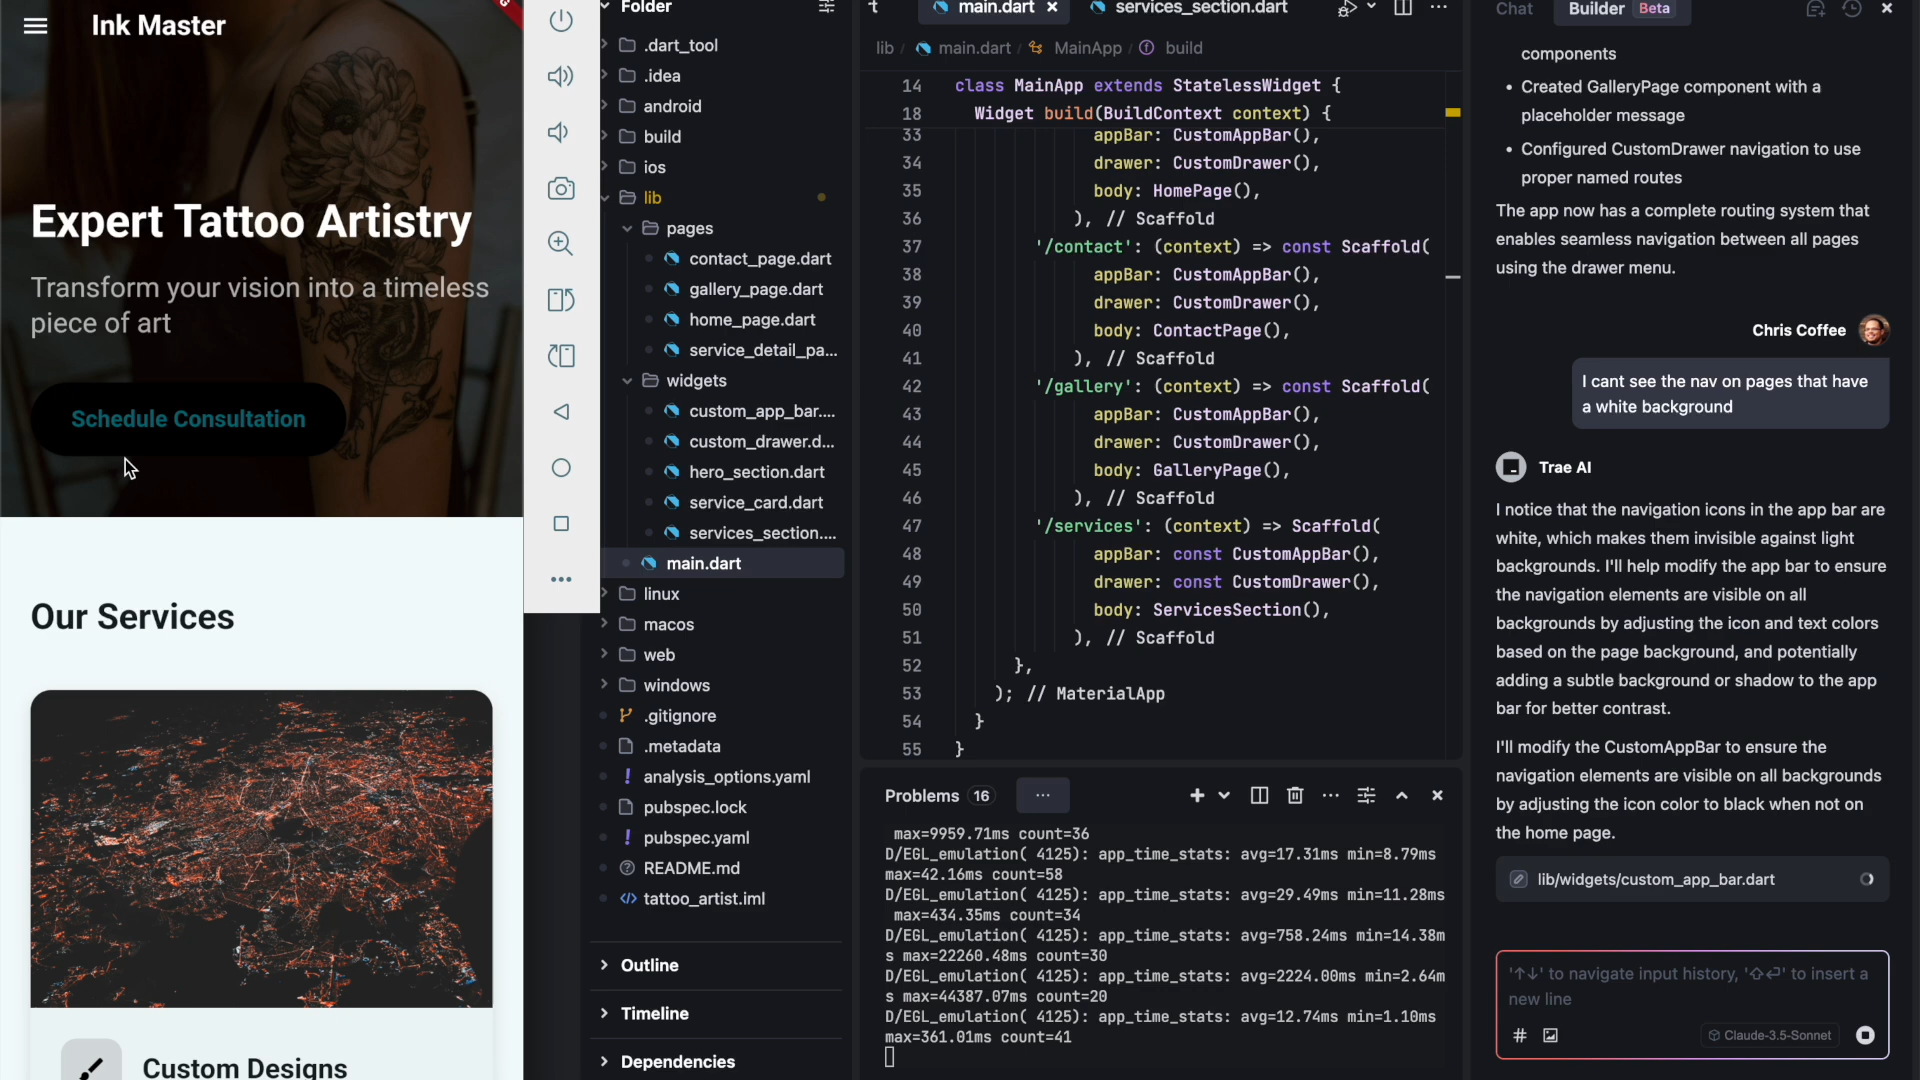 Ink Master
Expert Tattoo Artistry
Transform your vision into a timeless
piece of art
Schedule Consultation
Our Services
Custom Designs
Folder
.dart_tool
.idea
android
build
ios
lib
pages
contact_page.dart
gallery_page.dart
home_page.dart
service_detail_pa...
widgets
custom_app_bar....
custom_drawer.d...
hero_section.dart
service_card.dart
services_section....
main.dart
linux
macos
web
windows
.gitignore
.metadata
analysis_options.yaml
pubspec.lock
pubspec.yaml
README.md
tattoo_artist.iml
Outline
Timeline
Dependencies
t main.dart services_section.dart
lib / main.dart / MainApp / build
14 class MainApp extends StatelessWidget {
18 Widget build(BuildContext context) {
33 appBar: CustomAppBar(),
34 drawer: CustomDrawer(),
35 body: HomePage(),
36 ), // Scaffold
37 '/contact': (context) => const Scaffold(
38 appBar: CustomAppBar(),
39 drawer: CustomDrawer(),
40 body: ContactPage(),
41 ), // Scaffold
42 '/gallery': (context) => const Scaffold(
43 appBar: CustomAppBar(),
44 drawer: CustomDrawer(),
45 body: GalleryPage(),
46 ), // Scaffold
47 '/services': (context) => Scaffold(
48 appBar: const CustomAppBar(),
49 drawer: const CustomDrawer(),
50 body: ServicesSection(),
51 ), // Scaffold
52 },
53 ); // MaterialApp
54 }
55 }
Problems 16 ...
max=9959.71ms count=36
D/EGL_emulation( 4125): app_time_stats: avg=17.31ms min=8.79ms
max=42.16ms count=58
D/EGL_emulation( 4125): app_time_stats: avg=29.49ms min=11.28ms
max=434.35ms count=34
D/EGL_emulation( 4125): app_time_stats: avg=758.24ms min=14.38m
s max=22260.48ms count=30
D/EGL_emulation( 4125): app_time_stats: avg=2224.00ms min=2.64m
s max=44387.07ms count=20
D/EGL_emulation( 4125): app_time_stats: avg=12.74ms min=1.10ms
max=361.01ms count=41
Chat Builder Beta
components
• Created GalleryPage component with a
placeholder message
• Configured CustomDrawer navigation to use
proper named routes
The app now has a complete routing system that
enables seamless navigation between all pages
using the drawer menu.
Chris Coffee
I cant see the nav on pages that have
a white background
Trae AI
I notice that the navigation icons in the app bar are
white, which makes them invisible against light
backgrounds. I'll help modify the app bar to ensure
the navigation elements are visible on all
backgrounds by adjusting the icon and text colors
based on the page background, and potentially
adding a subtle background or shadow to the app
bar for better contrast.
I'll modify the CustomAppBar to ensure the
navigation elements are visible on all backgrounds
by adjusting the icon color to black when not on
the home page.
lib/widgets/custom_app_bar.dart
'↑↓' to navigate input history, '⇧⏎' to insert a
new line
# Claude-3.5-Sonnet